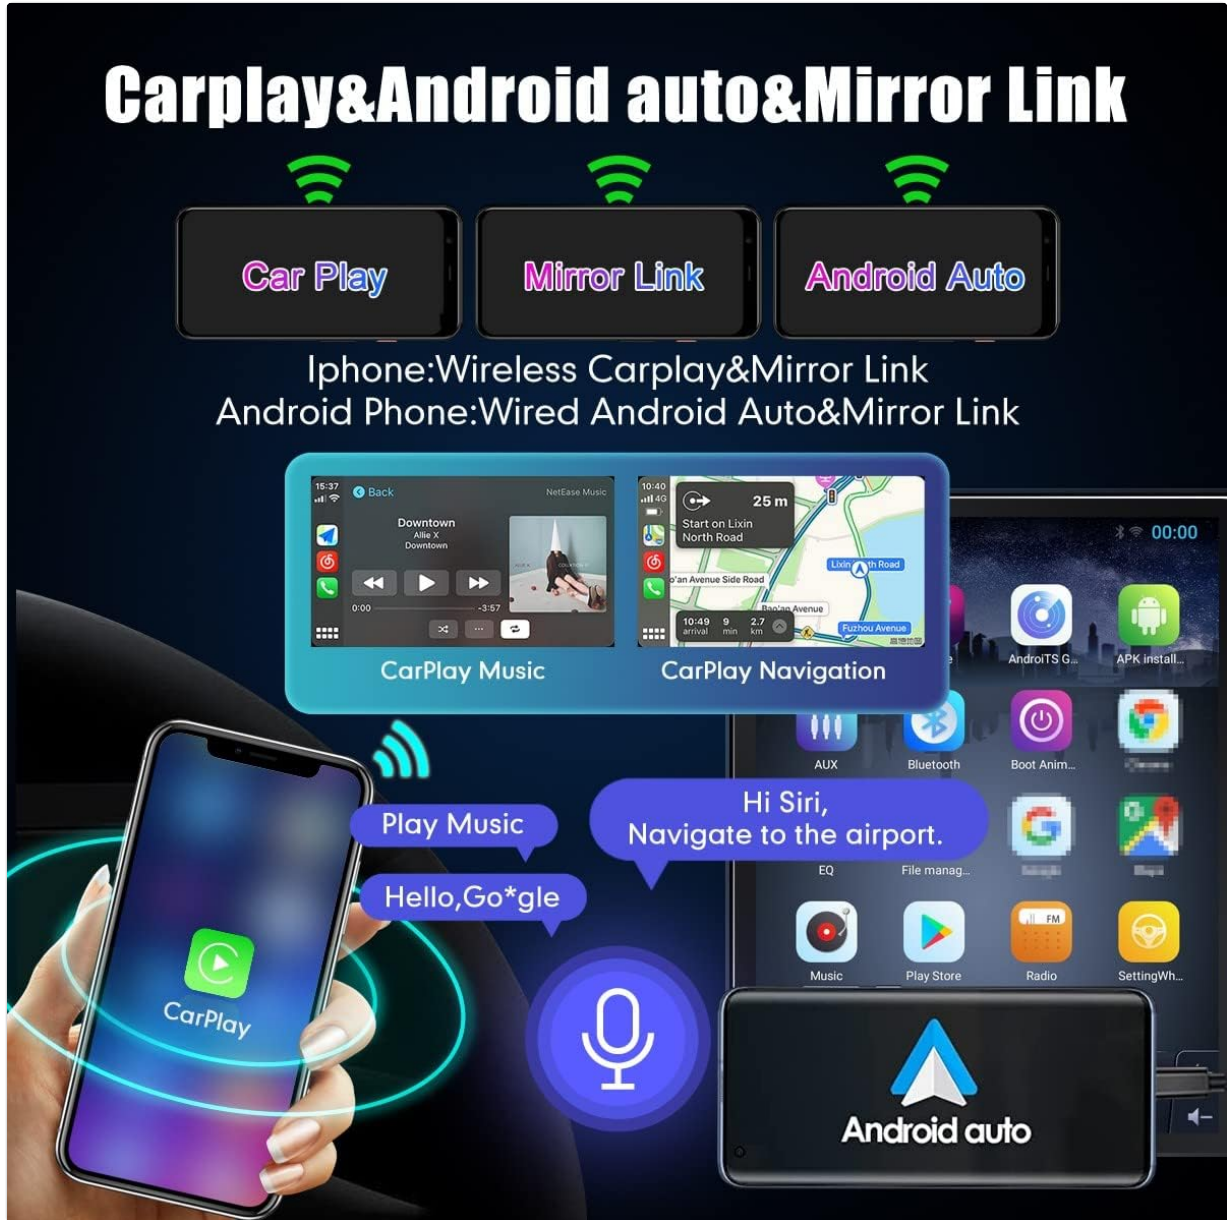 Carplay&Android auto&Mirror Link
Car Play
Mirror Link
Android Auto
Iphone:Wireless Carplay&Mirror Link
Android Phone:Wired Android Auto&Mirror Link
15:37
Back
NetEase Music
Downtown
Allie X
Downtown
0:00
-3:57
CarPlay Music
10:40
4G
25 m
Start on Lixin
North Road
Lixin
th Road
o'an Avenue Side Road
Bao'an Avenue
10:49
9
2.7
arrival
min
km
Fuzhou Avenue
CarPlay Navigation
00:00
AndroiTS G...
APK install...
AUX
Bluetooth
Boot Anim...
EQ
File manag...
FM
Music
Play Store
Radio
SettingWh...
Play Music
Hi Siri,
Navigate to the airport.
Hello,Go*gle
CarPlay
Android auto